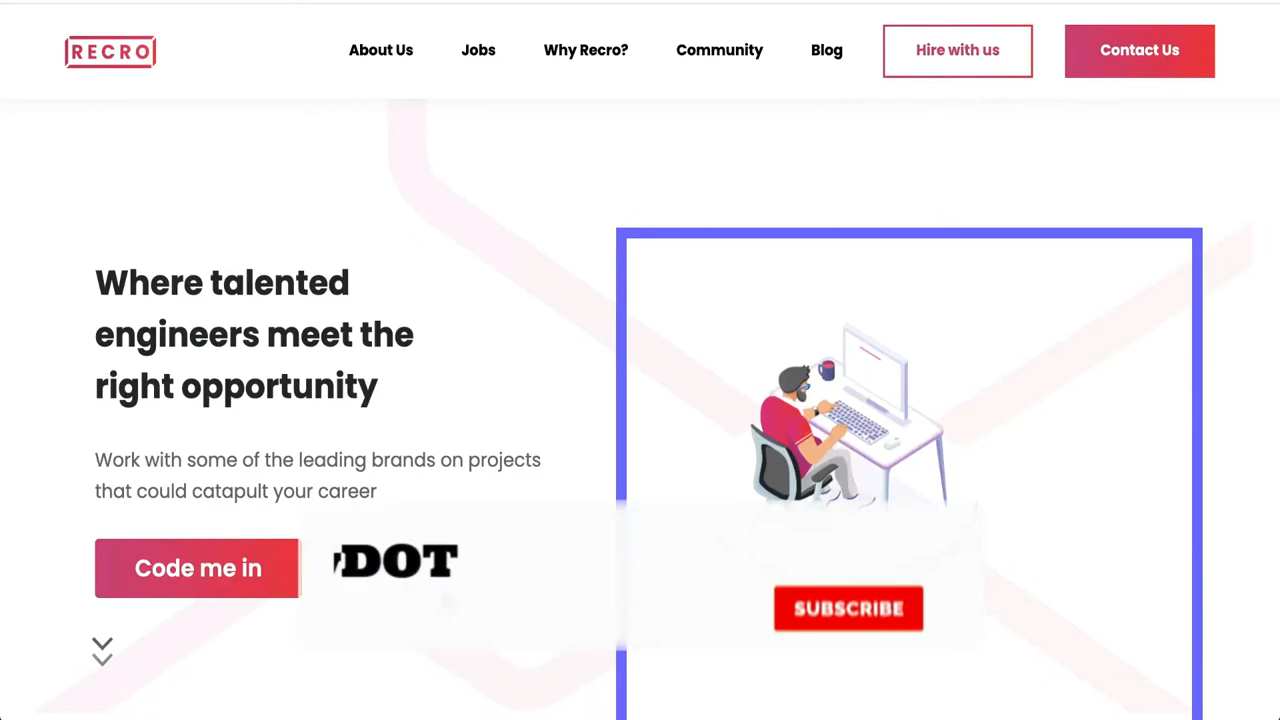 RECRO
About Us
Jobs
Why Recro?
Community
Blog
Hire with us
Contact Us
Where talented
engineers meet the
right opportunity
Work with some of the leading brands on projects
that could catapult your career
Code me in
DOT
SUBSCRIBE